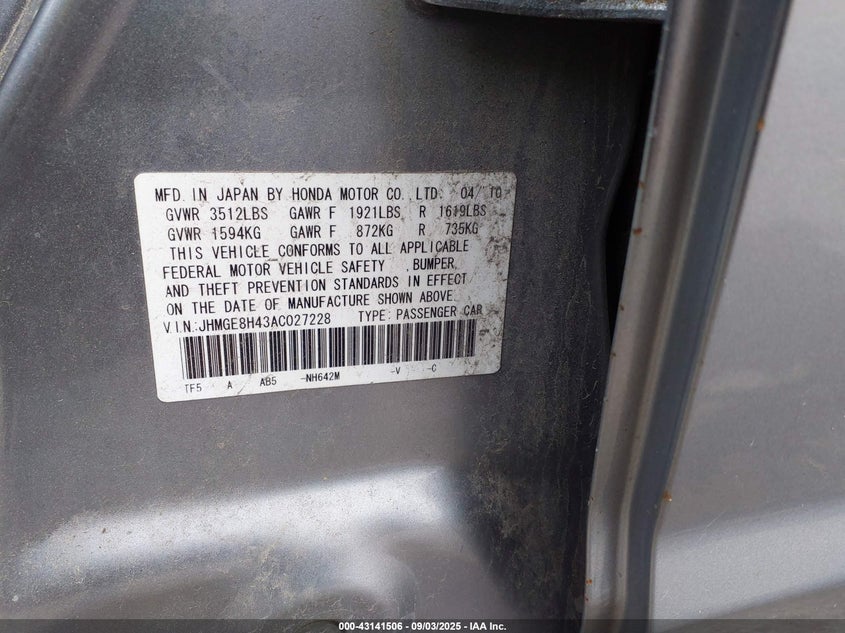 MFD. IN JAPAN BY HONDA MOTOR CO., LTD. 04/10
GVWR 3512LBS GAWR F 1921LBS R 1619LBS
GVWR 1594KG GAWR F 872KG R 735KG
THIS VEHICLE CONFORMS TO ALL APPLICABLE
FEDERAL MOTOR VEHICLE SAFETY ,BUMPER,
AND THEFT PREVENTION STANDARDS IN EFFECT
ON THE DATE OF MANUFACTURE SHOWN ABOVE.
V.I.N.:JHMGE8H43AC027228 TYPE:PASSENGER CAR
TF5 A AB5 -NH642M -V -C
000-43141506 - 09/03/2025 - IAA Inc.